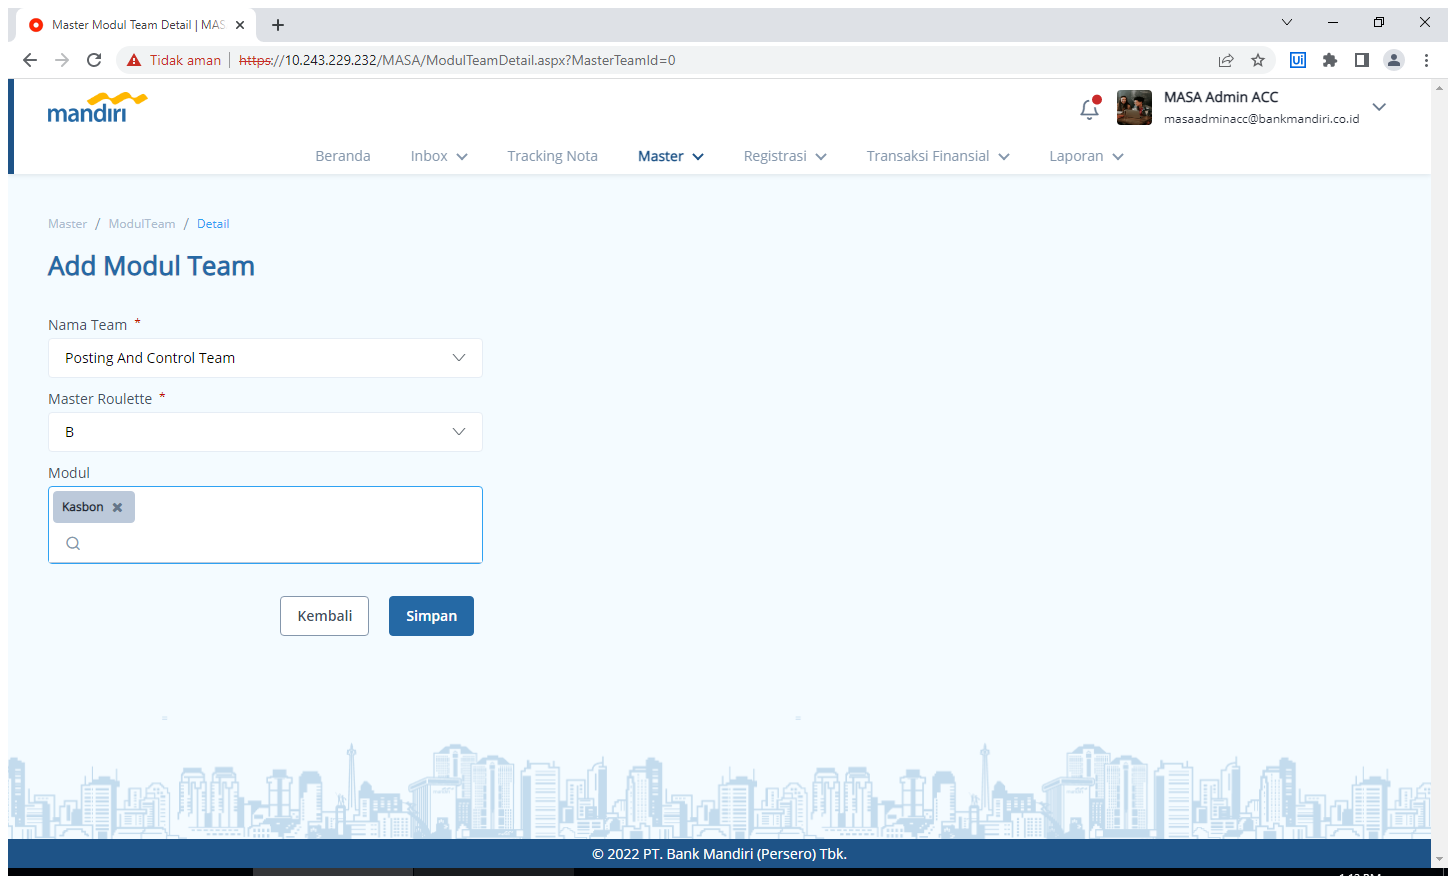 Master Modul Team Detail | MAS
Tidak aman | https://10.243.229.232/MASA/ModulTeamDetail.aspx?MasterTeamId=0
Ui
mandiri
MASA Admin ACC
masaadminacc@bankmandiri.co.id
Beranda Inbox Tracking Nota Master Registrasi Transaksi Finansial Laporan
Master / ModulTeam / Detail
Add Modul Team
Nama Team *
Posting And Control Team
Master Roulette *
B
Modul
Kasbon
Kembali Simpan
© 2022 PT. Bank Mandiri (Persero) Tbk.